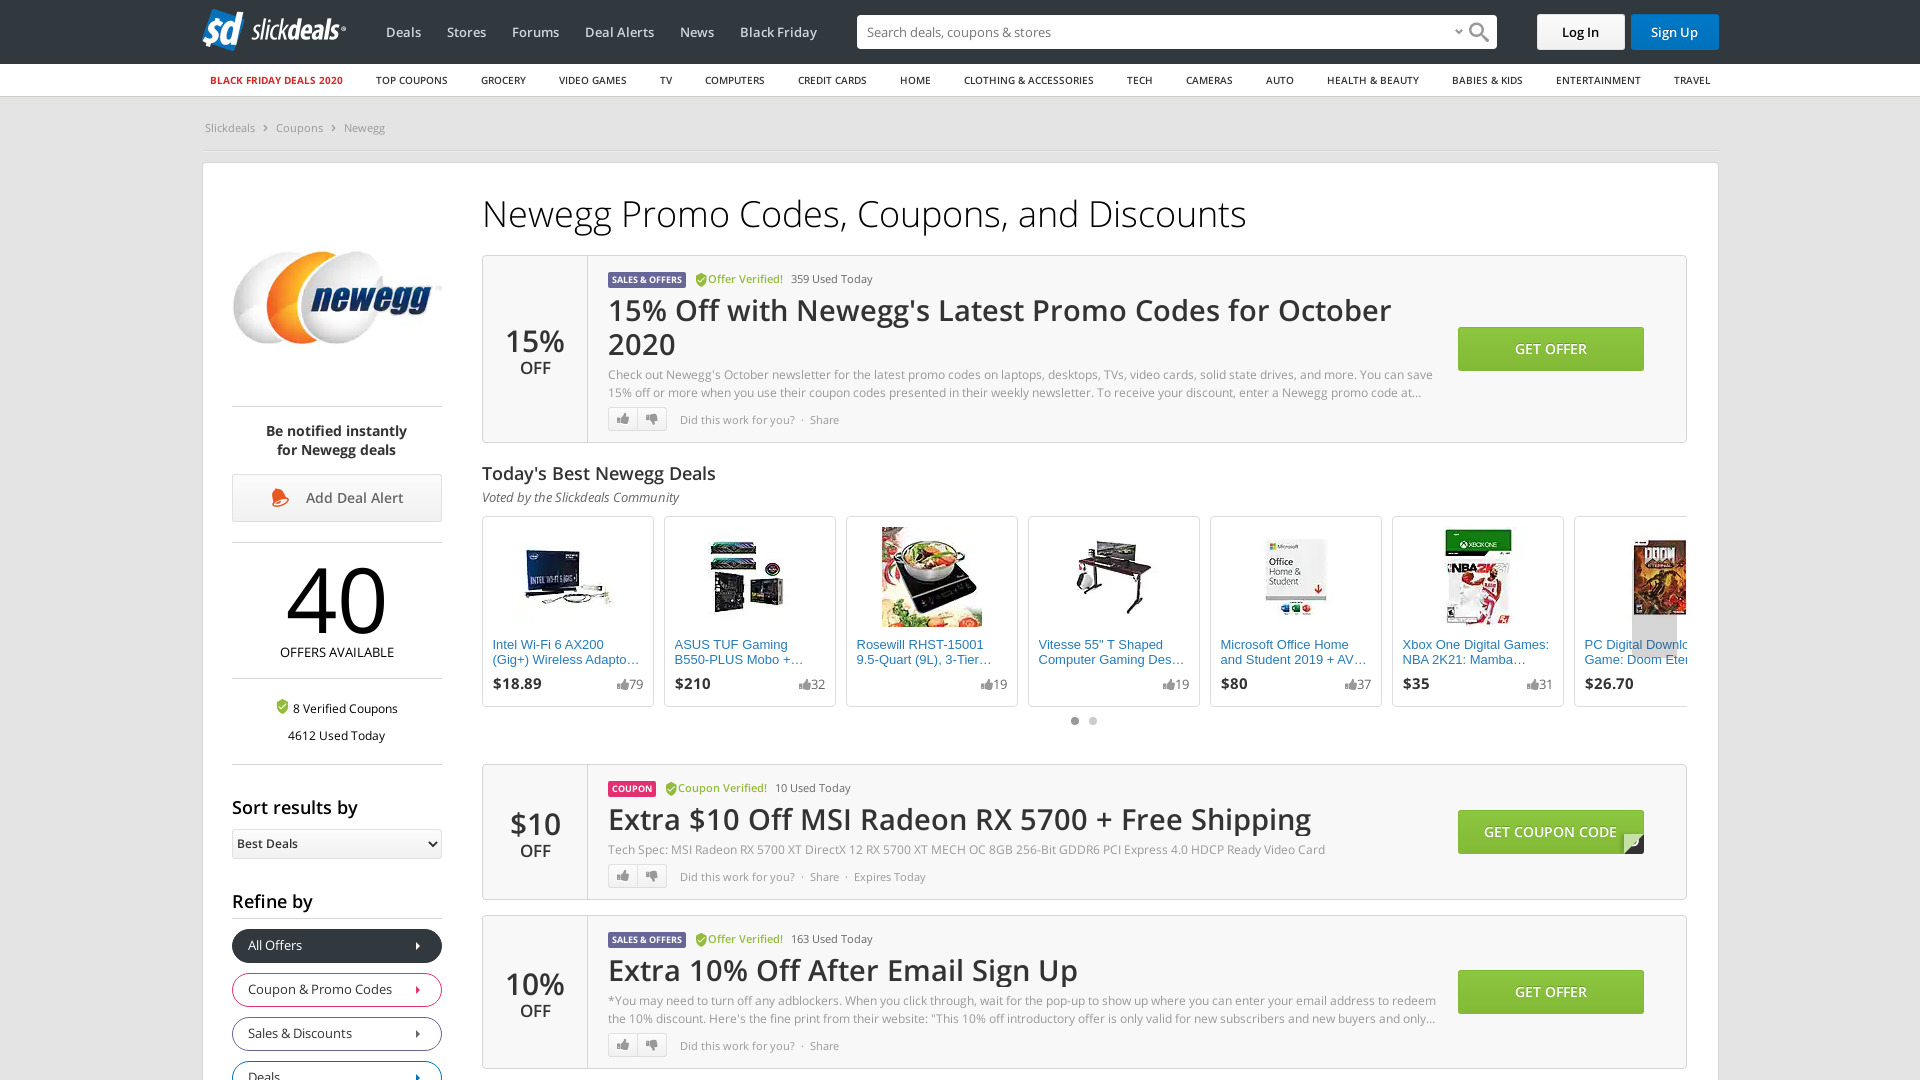 sd slickdeals
Deals
Stores
Forums
Deal Alerts
News
Black Friday
Search deals, coupons & stores
Log In
Sign Up
BLACK FRIDAY DEALS 2020
TOP COUPONS
GROCERY
VIDEO GAMES
TV
COMPUTERS
CREDIT CARDS
HOME
CLOTHING & ACCESSORIES
TECH
CAMERAS
AUTO
HEALTH & BEAUTY
BABIES & KIDS
ENTERTAINMENT
TRAVEL
Slickdeals > Coupons > Newegg
newegg
Be notified instantly
for Newegg deals
Add Deal Alert
40
OFFERS AVAILABLE
8 Verified Coupons
4612 Used Today
Sort results by
Best Deals
Refine by
All Offers
Coupon & Promo Codes
Sales & Discounts
Deals
Newegg Promo Codes, Coupons, and Discounts
15%
OFF
SALES & OFFERS Offer Verified! 359 Used Today
15% Off with Newegg's Latest Promo Codes for October
2020
Check out Newegg's October newsletter for the latest promo codes on laptops, desktops, TVs, video cards, solid state drives, and more. You can save
15% off or more when you use their coupon codes presented in their weekly newsletter. To receive your discount, enter a Newegg promo code at...
Did this work for you? · Share
GET OFFER
Today's Best Newegg Deals
Voted by the Slickdeals Community
Intel Wi-Fi 6 AX200
(Gig+) Wireless Adapto...
$18.89
79
ASUS TUF Gaming
B550-PLUS Mobo +...
$210
32
Rosewill RHST-15001
9.5-Quart (9L), 3-Tier...
19
Vitesse 55" T Shaped
Computer Gaming Des...
19
Microsoft
Office
Home &
Student
Microsoft Office Home
and Student 2019 + AV...
$80
37
XBOX ONE
NBA2K21
Xbox One Digital Games:
NBA 2K21: Mamba...
$35
31
DOOM
ETERNAL
PC Digital Downlo
Game: Doom Eter
$26.70
$10
OFF
COUPON Coupon Verified! 10 Used Today
Extra $10 Off MSI Radeon RX 5700 + Free Shipping
Tech Spec: MSI Radeon RX 5700 XT DirectX 12 RX 5700 XT MECH OC 8GB 256-Bit GDDR6 PCI Express 4.0 HDCP Ready Video Card
Did this work for you? · Share · Expires Today
GET COUPON CODE
10%
OFF
SALES & OFFERS Offer Verified! 163 Used Today
Extra 10% Off After Email Sign Up
*You may need to turn off any adblockers. When you click through, wait for the pop-up to show up where you can enter your email address to redeem
the 10% discount. Here's the fine print from their website: "This 10% off introductory offer is only valid for new subscribers and new buyers and only...
Did this work for you? · Share
GET OFFER